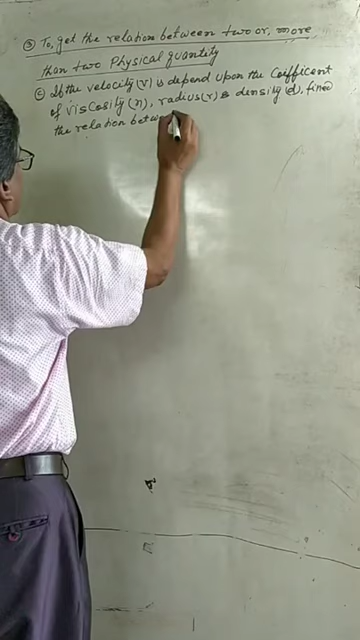 ③ To, get the relation between two or, more
than two Physical quantity
ⓒ If the velocity (v) is depend upon the Coefficent
of viscosity (η), radius (r) & density (d), find
the relation betwe